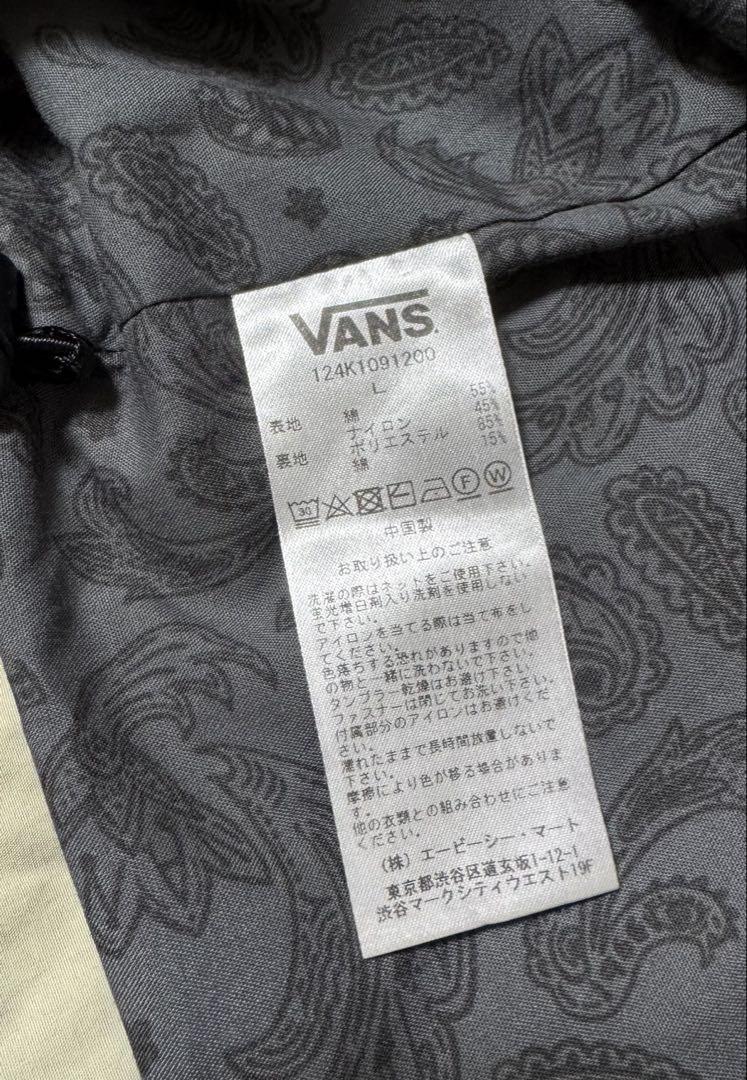 VANS
VANS.
124K1091200
L
表地 綿 55%
ナイロン 45%
裏地 ポリエステル 85%
綿 15%
30 F W
中国製
お取り扱い上のご注意
洗濯の際はネットをご使用下さい。
蛍光増白剤入り洗剤を使用しない
で下さい。
アイロンを当てる際は当て布をし
てください。
色落ちする恐れがありますので他
の物と一緒に洗わないで下さい。
タンブラー乾燥はお避け下さい。
ファスナーは閉じてお洗い下さい。
付属部分のアイロンはお避けくだ
さい。
濡れたままで長時間放置しないで
下さい。
摩擦により色が移る場合がありま
す。
他の衣類との組み合わせにご注意
ください。
(株) エービーシー・マート
東京都渋谷区道玄坂1-12-1
渋谷マークシティウエスト19F